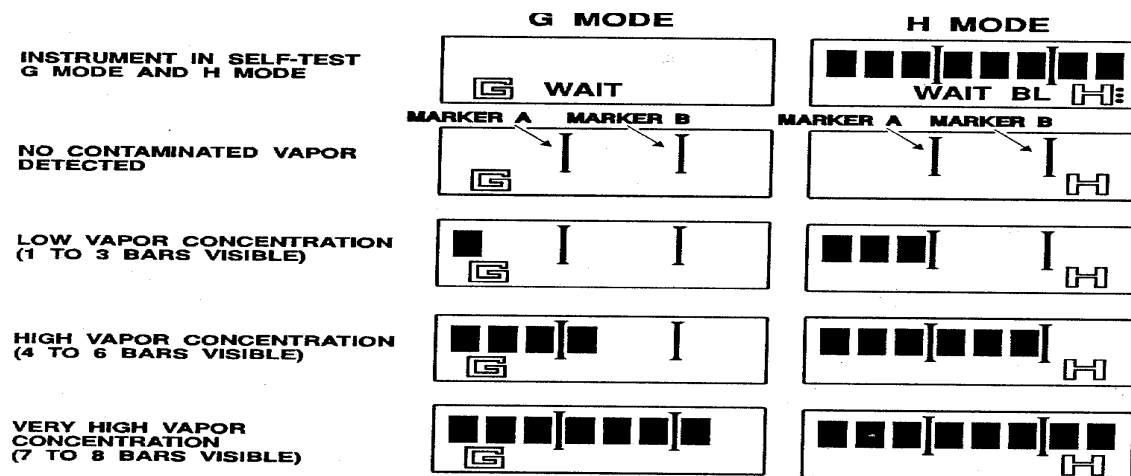 G MODE
H MODE
INSTRUMENT IN SELF-TEST
G MODE AND H MODE
G WAIT
WAIT BL H:
MARKER A MARKER B
MARKER A MARKER B
NO CONTAMINATED VAPOR
DETECTED
G
H
LOW VAPOR CONCENTRATION
(1 TO 3 BARS VISIBLE)
G
H
HIGH VAPOR CONCENTRATION
(4 TO 6 BARS VISIBLE)
G
H
VERY HIGH VAPOR
CONCENTRATION
(7 TO 8 BARS VISIBLE)
G
H